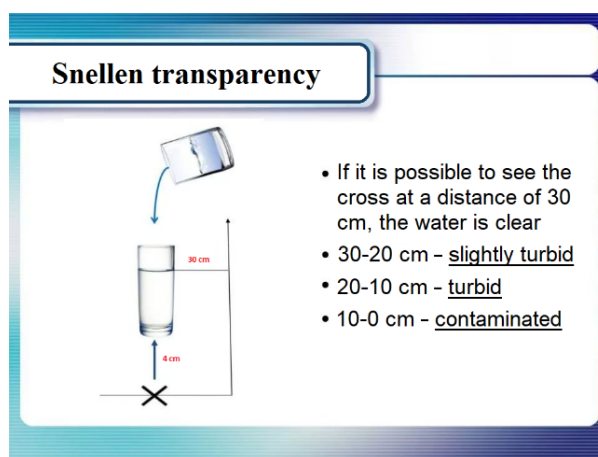 Snellen transparency
• If it is possible to see the
cross at a distance of 30
cm, the water is clear
• 30-20 cm – slightly turbid
• 20-10 cm – turbid
• 10-0 cm – contaminated
30 cm
4 cm